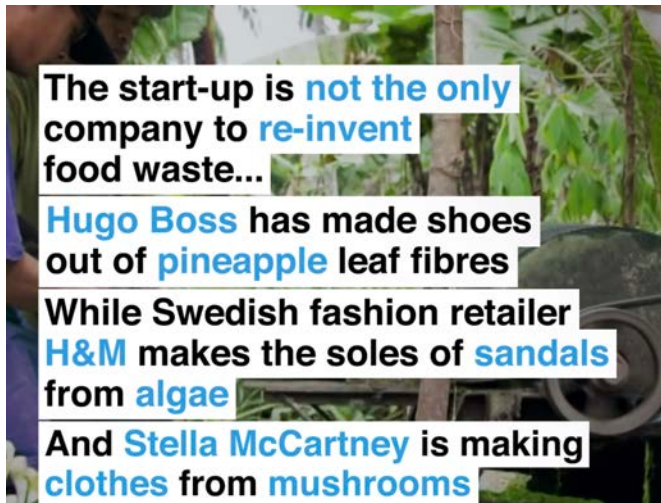 The start-up is not the only
company to re-invent
food waste...
Hugo Boss has made shoes
out of pineapple leaf fibres
While Swedish fashion retailer
H&M makes the soles of sandals
from algae
And Stella McCartney is making
clothes from mushrooms